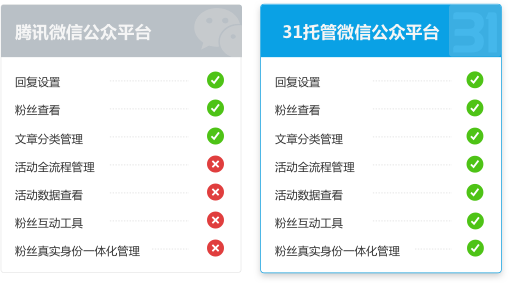 腾讯微信公众平台
回复设置
粉丝查看
文章分类管理
活动全流程管理
活动数据查看
粉丝互动工具
粉丝真实身份一体化管理
31托管微信公众平台
31
回复设置
粉丝查看
文章分类管理
活动全流程管理
活动数据查看
粉丝互动工具
粉丝真实身份一体化管理